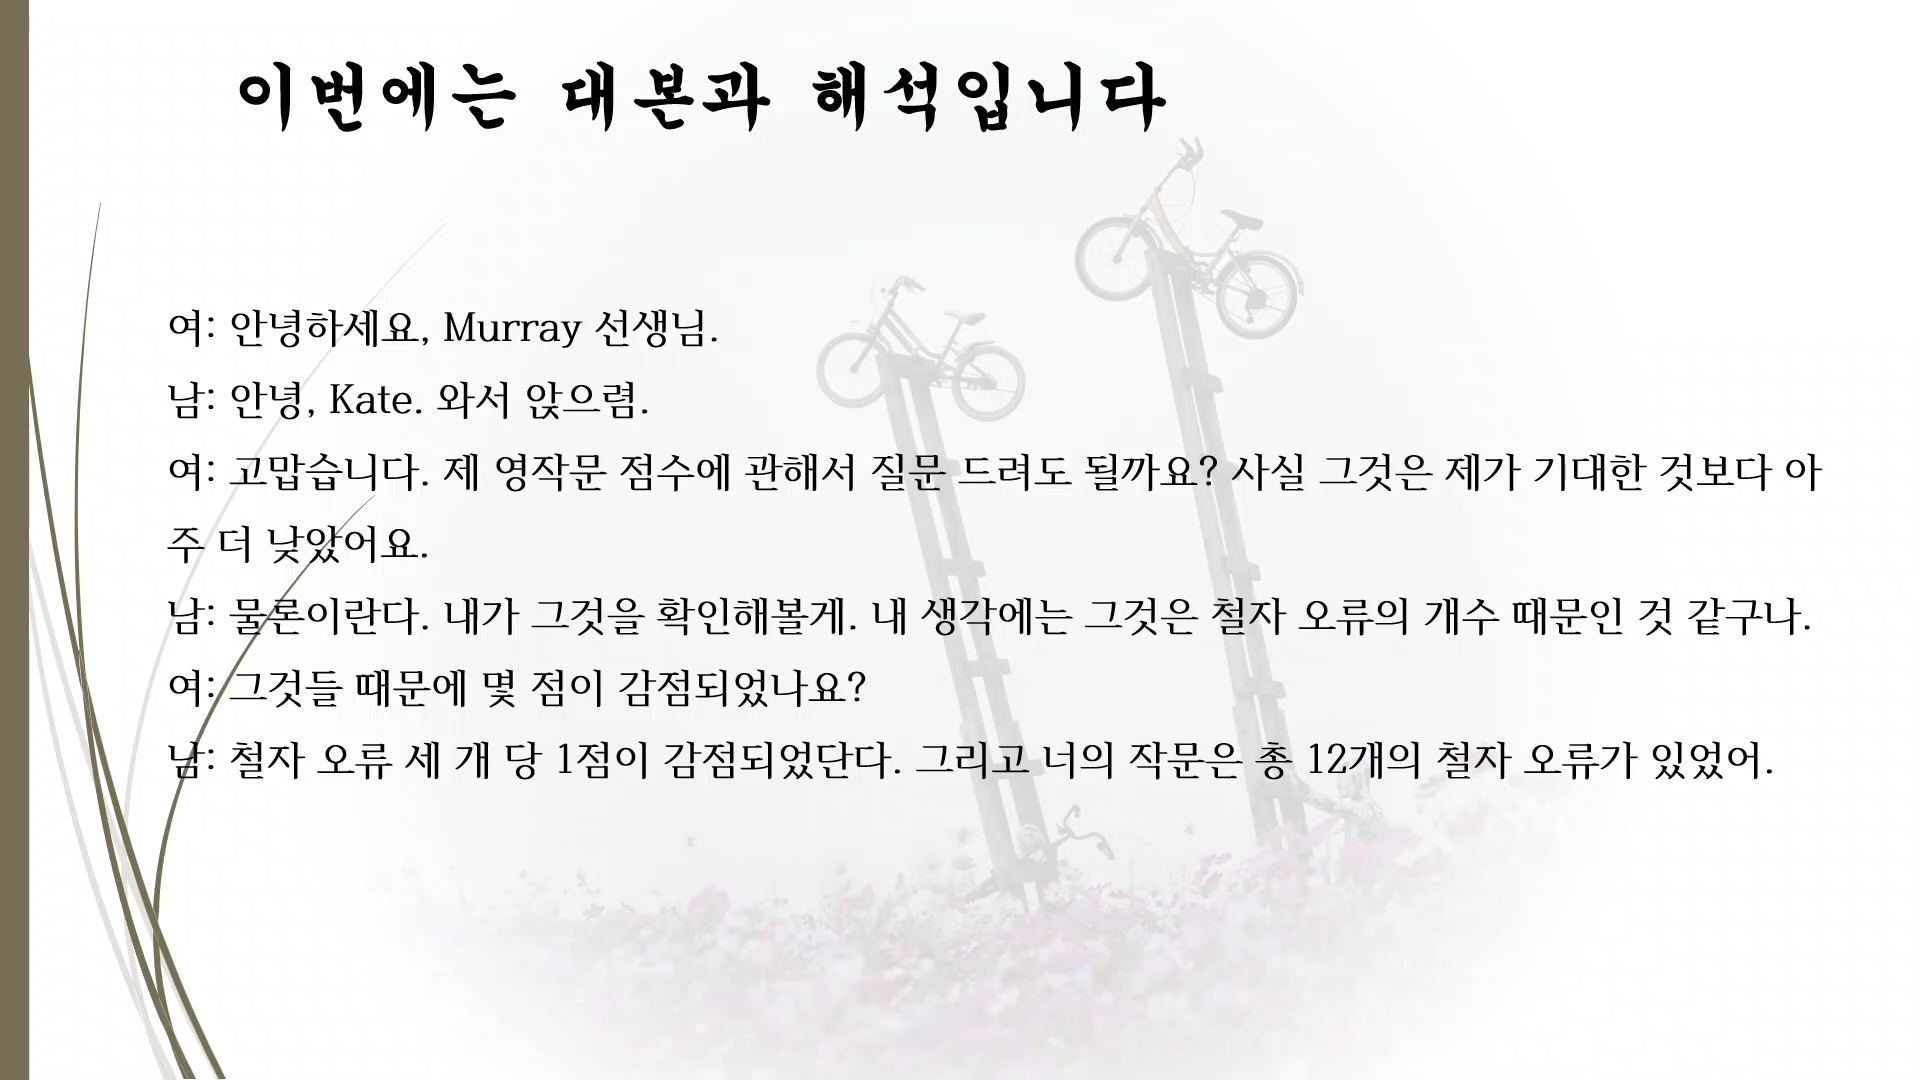 이번에는 대본과 해석입니다
여: 안녕하세요, Murray 선생님.
남: 안녕, Kate. 와서 앉으렴.
여: 고맙습니다. 제 영작문 점수에 관해서 질문 드려도 될까요? 사실 그것은 제가 기대한 것보다 아
주 더 낮았어요.
남: 물론이란다. 내가 그것을 확인해볼게. 내 생각에는 그것은 철자 오류의 개수 때문인 것 같구나.
여: 그것들 때문에 몇 점이 감점되었나요?
남: 철자 오류 세 개 당 1점이 감점되었단다. 그리고 너의 작문은 총 12개의 철자 오류가 있었어.